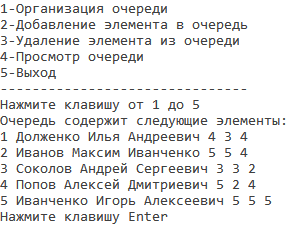 1-Организация очереди
2-Добавление элемента в очередь
3-Удаление элемента из очереди
4-Просмотр очереди
5-Выход
-------------------------------
Нажмите клавишу от 1 до 5
Очередь содержит следующие элементы:
1 Долженко Илья Андреевич 4 3 4
2 Иванов Максим Иванченко 5 5 4
3 Соколов Андрей Сергеевич 3 3 2
4 Попов Алексей Дмитриевич 5 2 4
5 Иванченко Игорь Алексеевич 5 5 5
Нажмите клавишу Enter